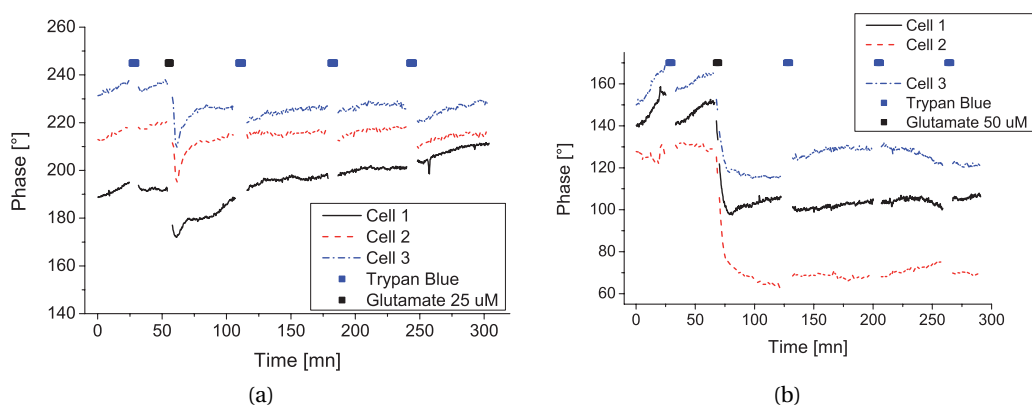 260
240
220
200
180
160
140
Phase [°]
0
50
100
150
200
250
300
Time [mn]
Cell 1
Cell 2
Cell 3
Trypan Blue
Glutamate 25 uM
(a)
160
140
120
100
80
60
Phase [°]
0
50
100
150
200
250
300
Time [mn]
Cell 1
Cell 2
Cell 3
Trypan Blue
Glutamate 50 uM
(b)